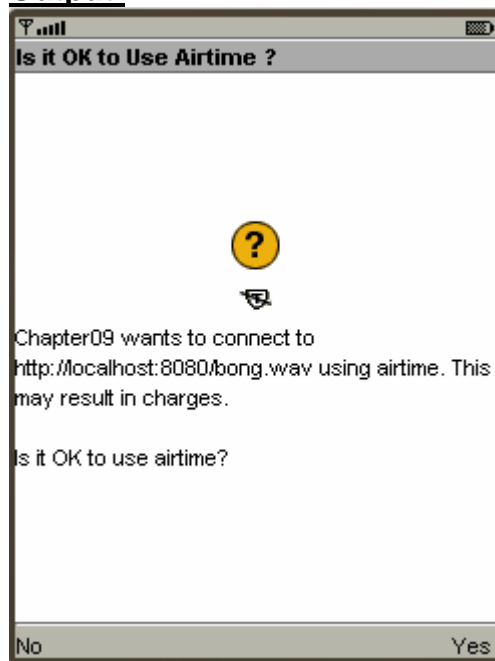 Is it OK to Use Airtime ?
?
Chapter09 wants to connect to
http://localhost:8080/bong.wav using airtime. This
may result in charges.
Is it OK to use airtime?
No Yes